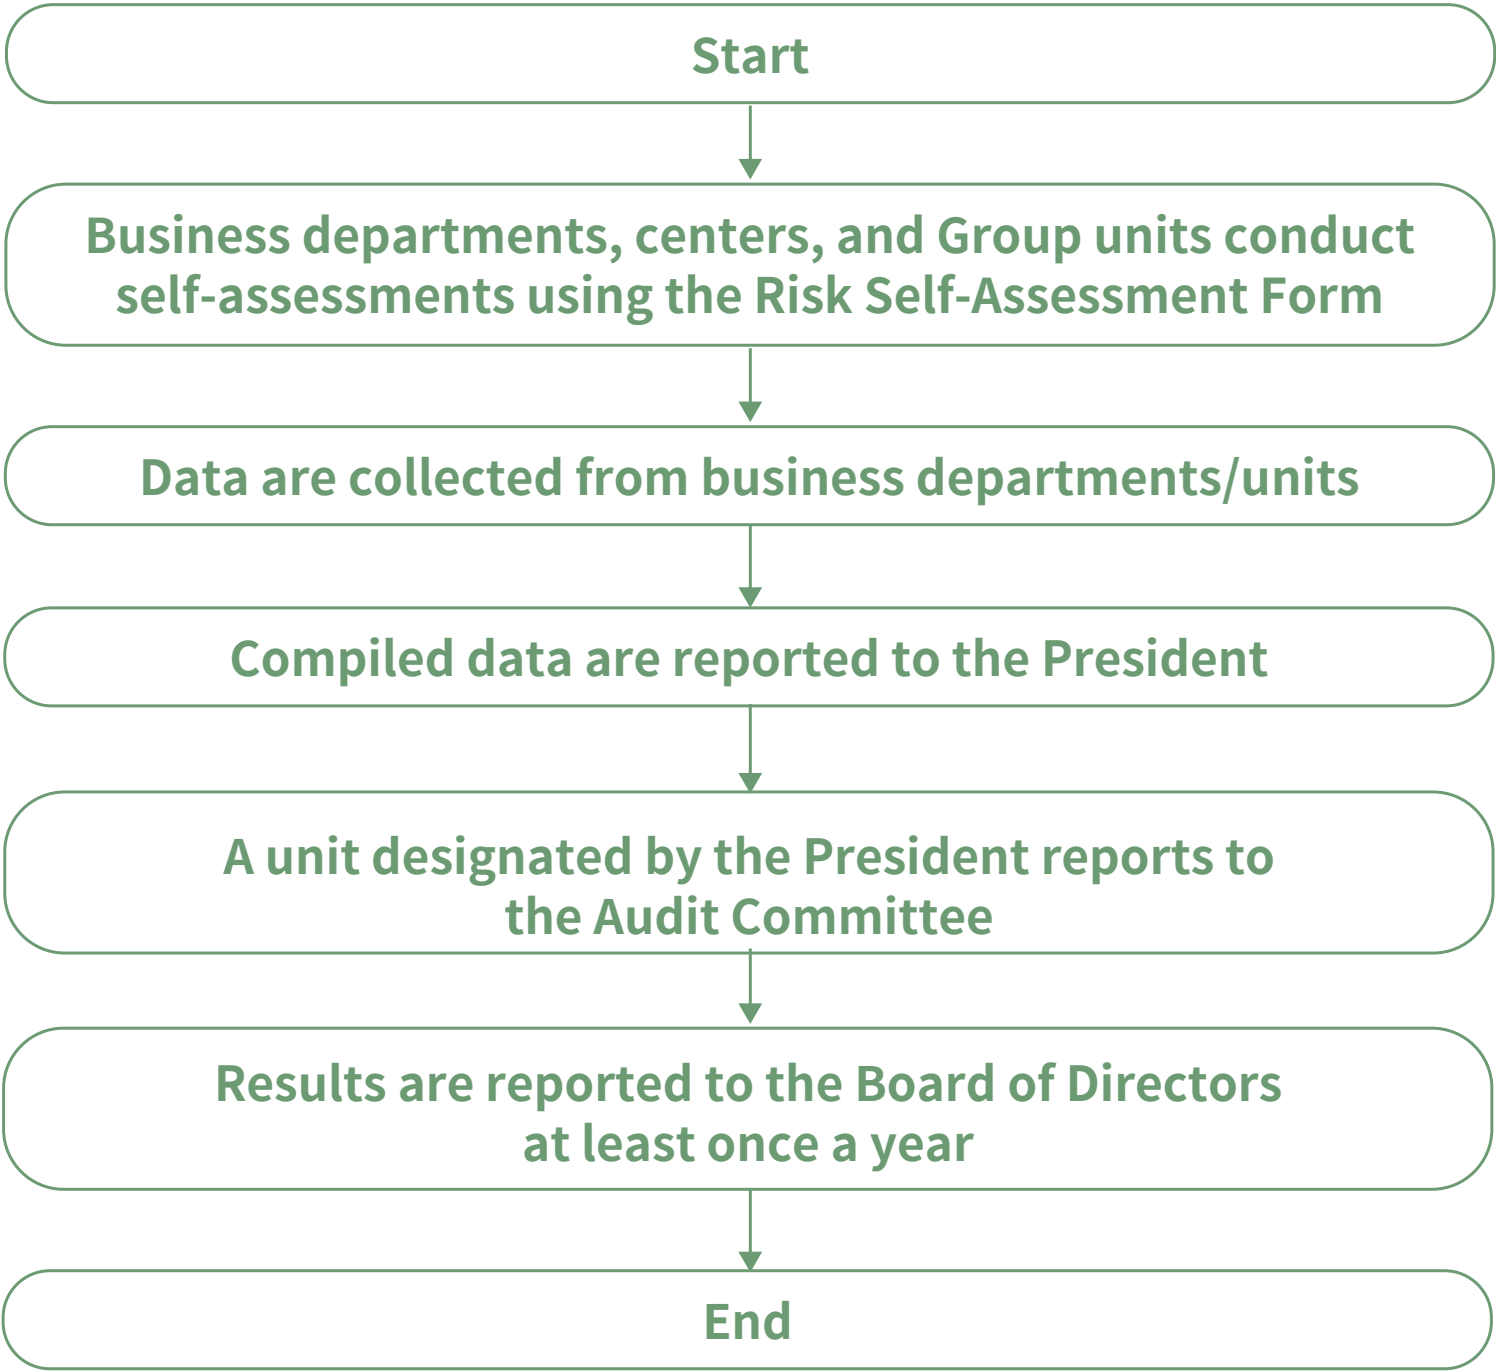 Start
Business departments, centers, and Group units conduct
self-assessments using the Risk Self-Assessment Form
Data are collected from business departments/units
Compiled data are reported to the President
A unit designated by the President reports to
the Audit Committee
Results are reported to the Board of Directors
at least once a year
End